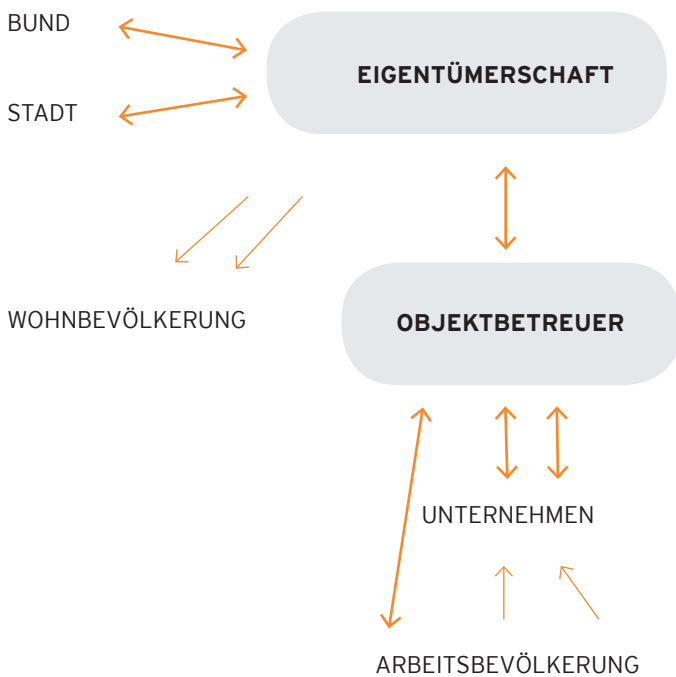 BUND
EIGENTÜMERSCHAFT
STADT
WOHNBEVÖLKERUNG
OBJEKTBETREUER
UNTERNEHMEN
ARBEITSBEVÖLKERUNG